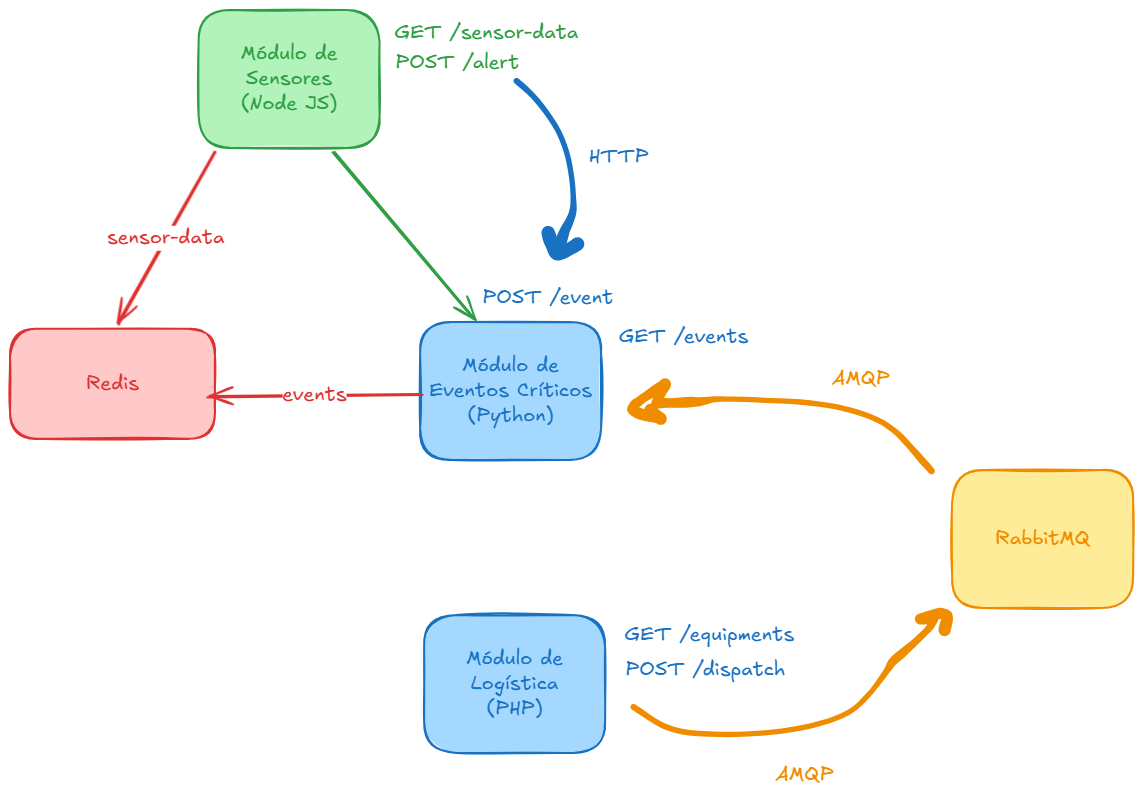 Módulo de
Sensores
(Node JS)
GET /sensor-data
POST /alert
HTTP
sensor-data
POST /event
GET /events
Redis
events
Módulo de
Eventos Críticos
(Python)
AMQP
RabbitMQ
Módulo de
Logística
(PHP)
GET /equipments
POST /dispatch
AMQP